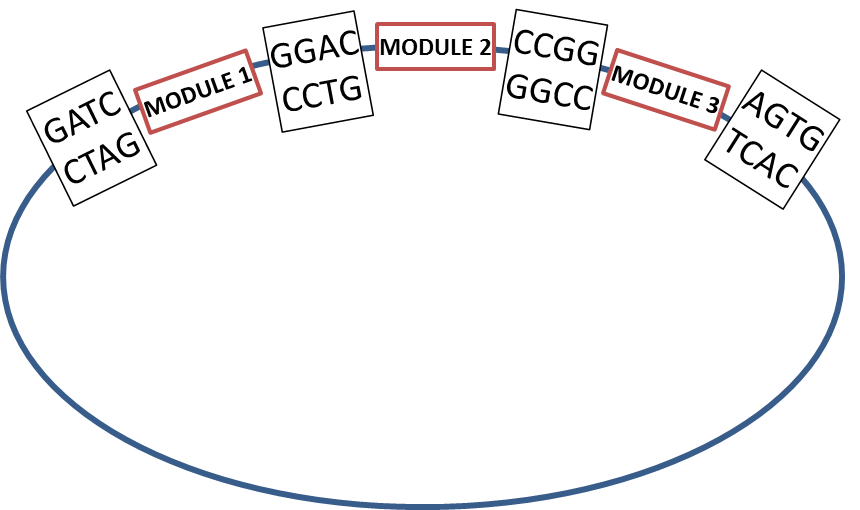 GATC
CTAG
MODULE 1
GGAC
CCTG
MODULE 2
CCGG
GGCC
MODULE 3
AGTG
TCAC